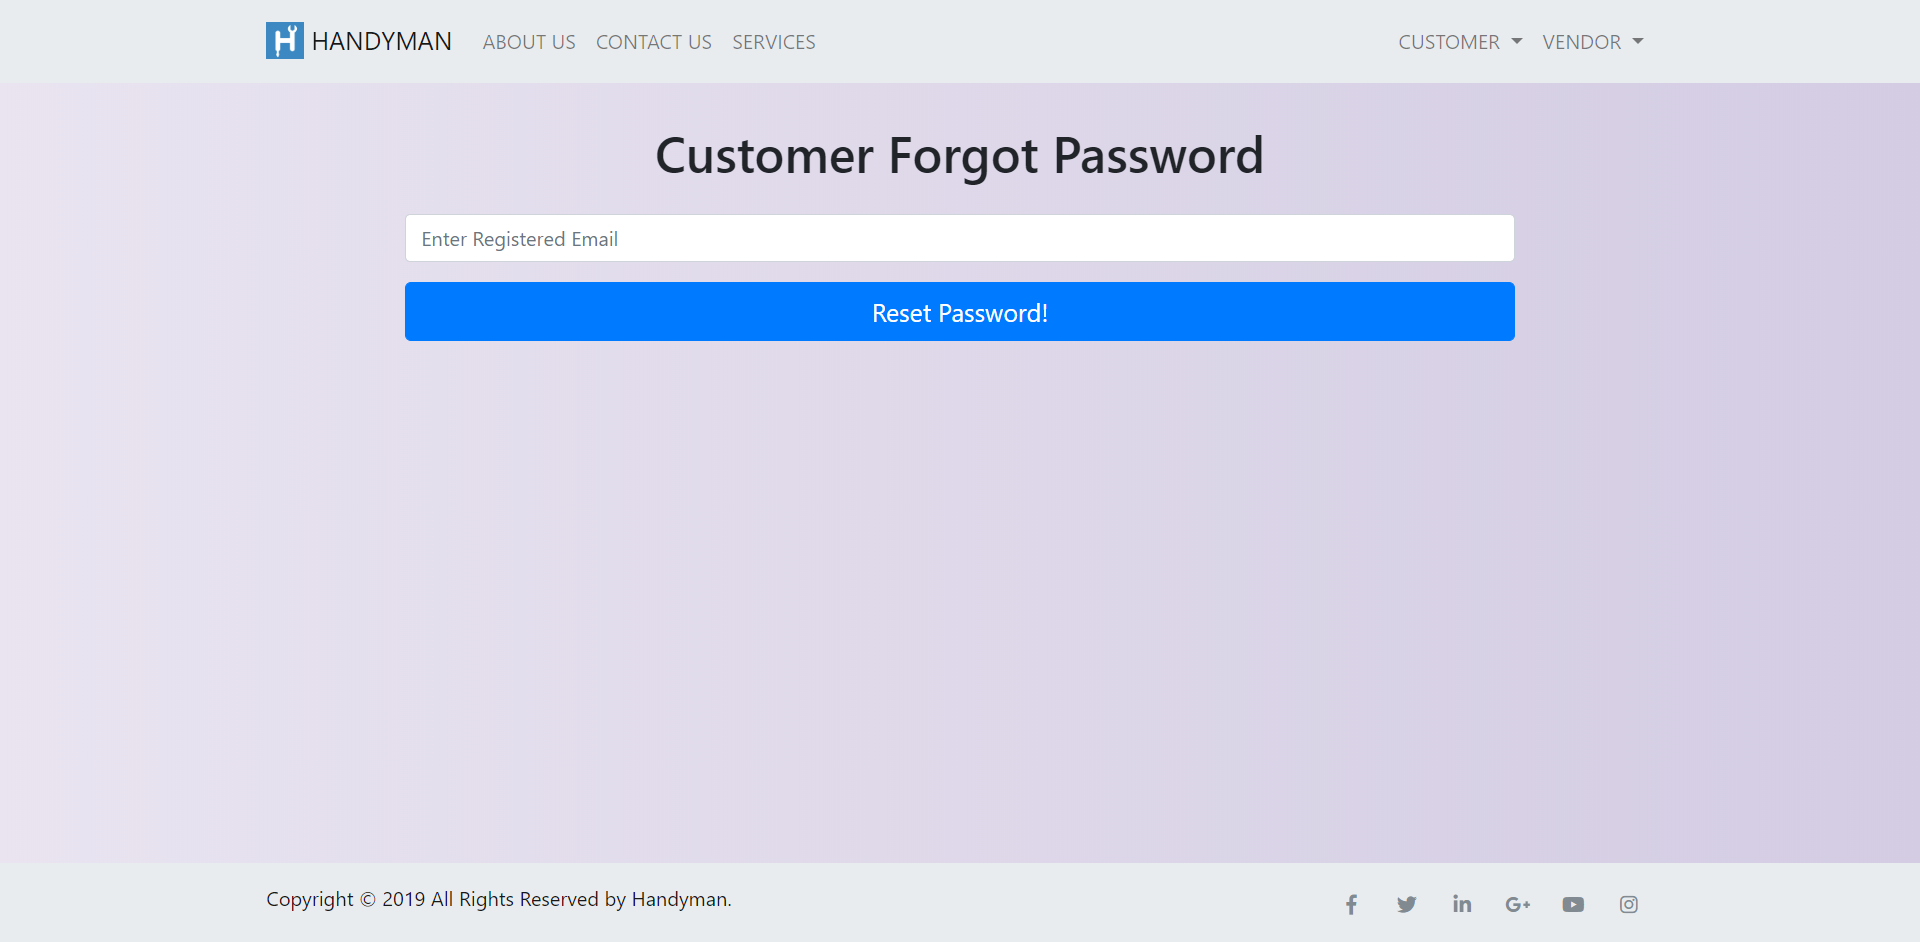 HANDYMAN ABOUT US CONTACT US SERVICES CUSTOMER VENDOR
Customer Forgot Password
Enter Registered Email
Reset Password!
Copyright © 2019 All Rights Reserved by Handyman.